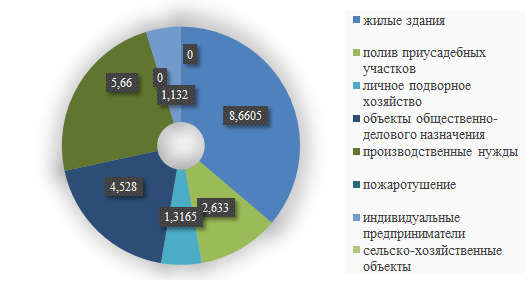 0
0
1,132
5,66
8,6605
4,528
2,633
1,3165
жилые здания
полив приусадебных
участков
личное подворное
хозяйство
объекты общественно-
делового назначения
производственные нужды
пожаротушение
индивидуальные
предприниматели
сельско-хозяйственные
объекты